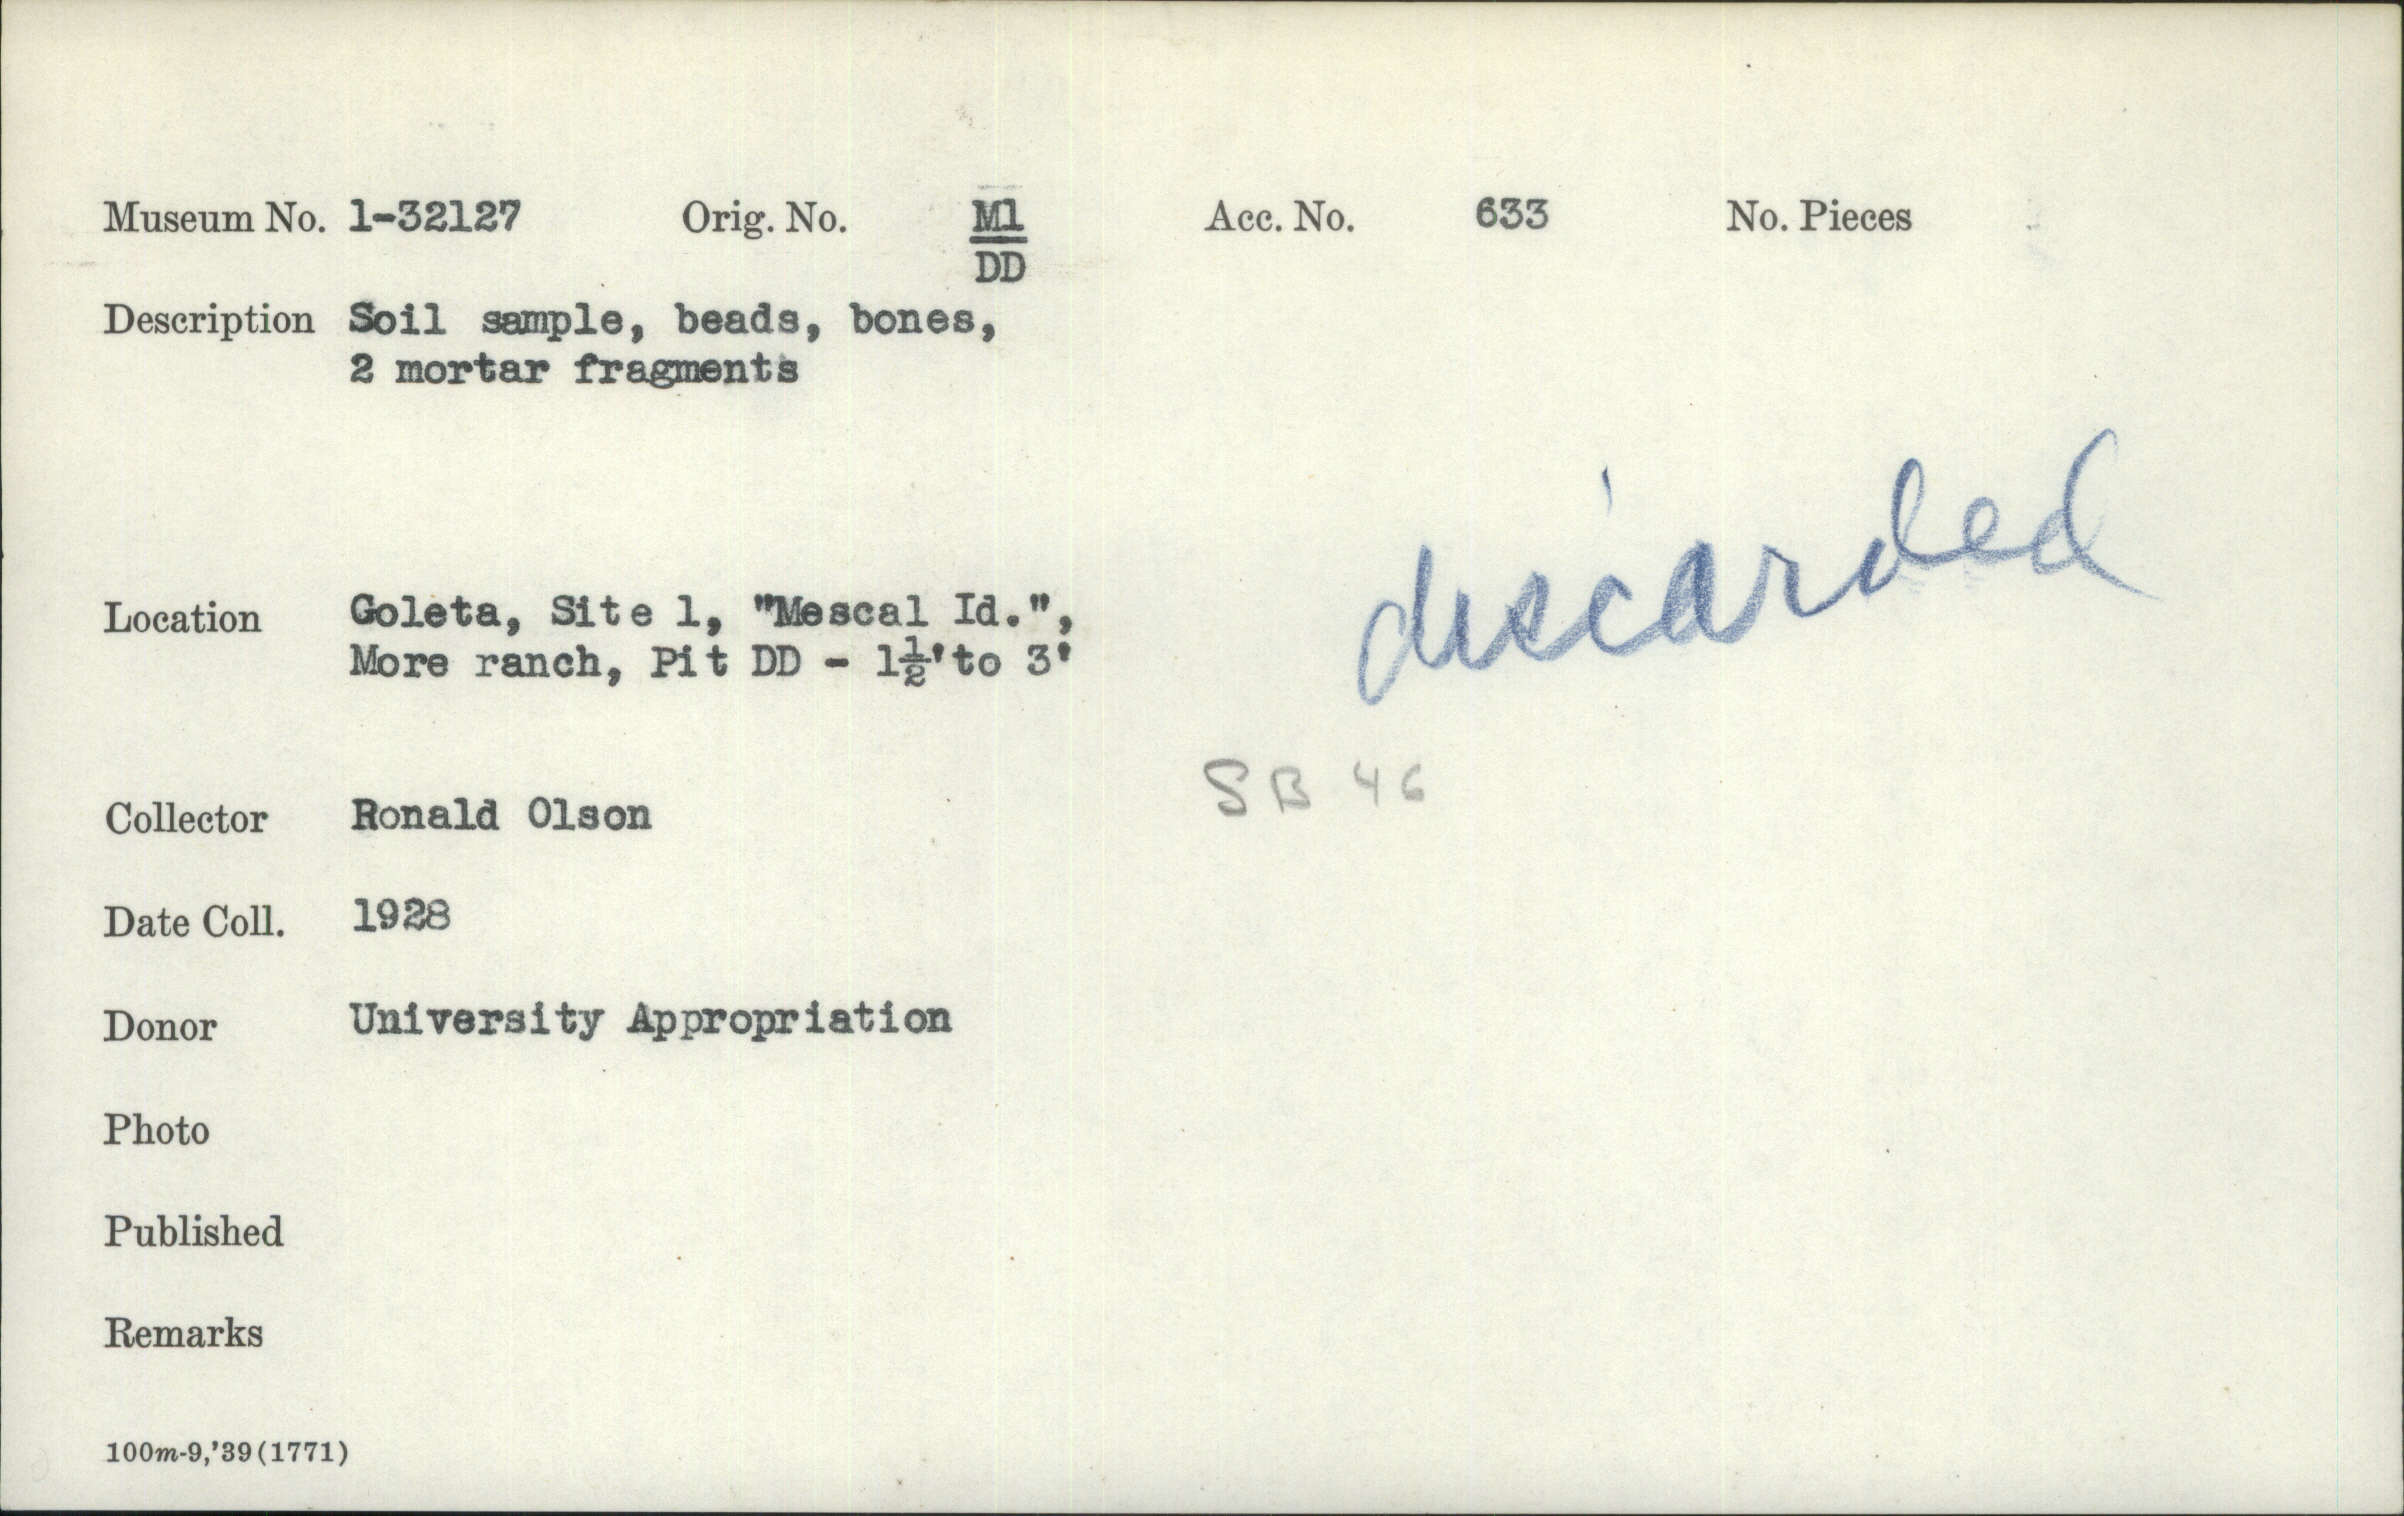 Museum No. 1-32127 Orig. No. M1 Acc. No. 633 No. Pieces
DD
Description Soil sample, beads, bones,
2 mortar fragments
discarded
Location Goleta, Site 1, "Mescal Id.",
More ranch, Pit DD - 1½' to 3'
SB 46
Collector Ronald Olson
Date Coll. 1928
Donor University Appropriation
Photo
Published
Remarks
100m-9,'39(1771)